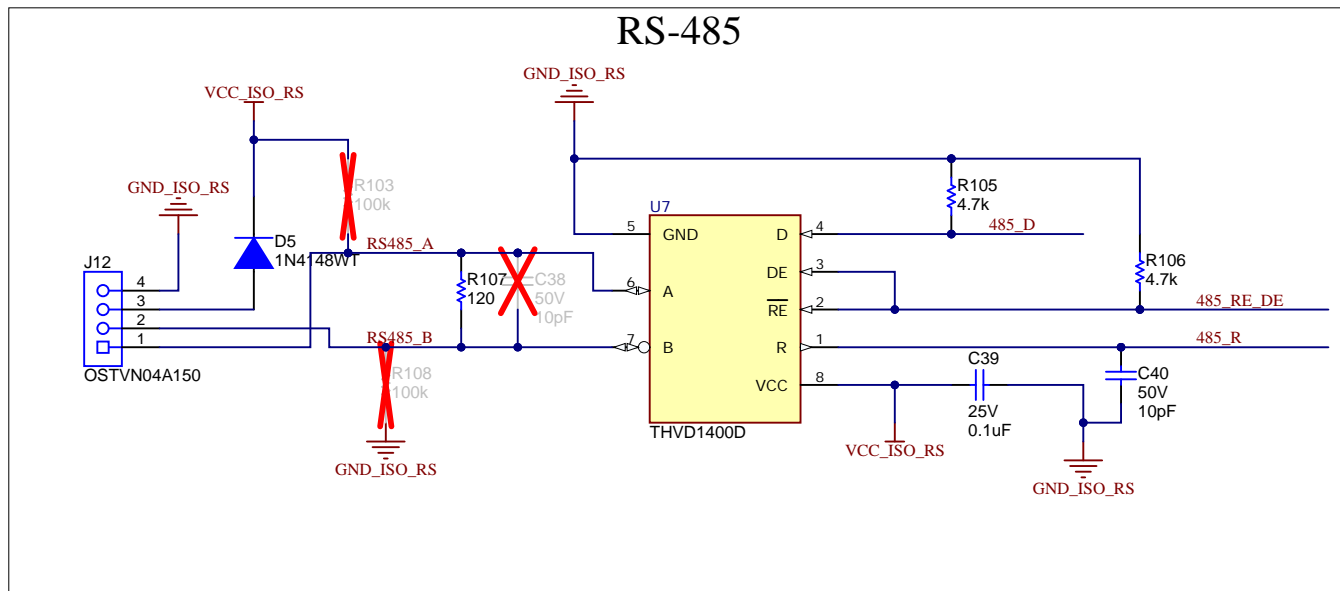 RS-485
GND_ISO_RS
VCC_ISO_RS
GND_ISO_RS
R103
100k
R105
4.7k
U7
5
GND
D
4
485_D
D5
1N4148WT
RS485_A
R106
4.7k
J12
R107
120
C38
50V
10pF
DE
3
4
3
2
1
6
A
RE
2
485_RE_DE
RS485_B
7
B
R
1
485_R
OSTVN04A150
R108
100k
VCC
8
C39
25V
0.1uF
C40
50V
10pF
THVD1400D
VCC_ISO_RS
GND_ISO_RS
GND_ISO_RS